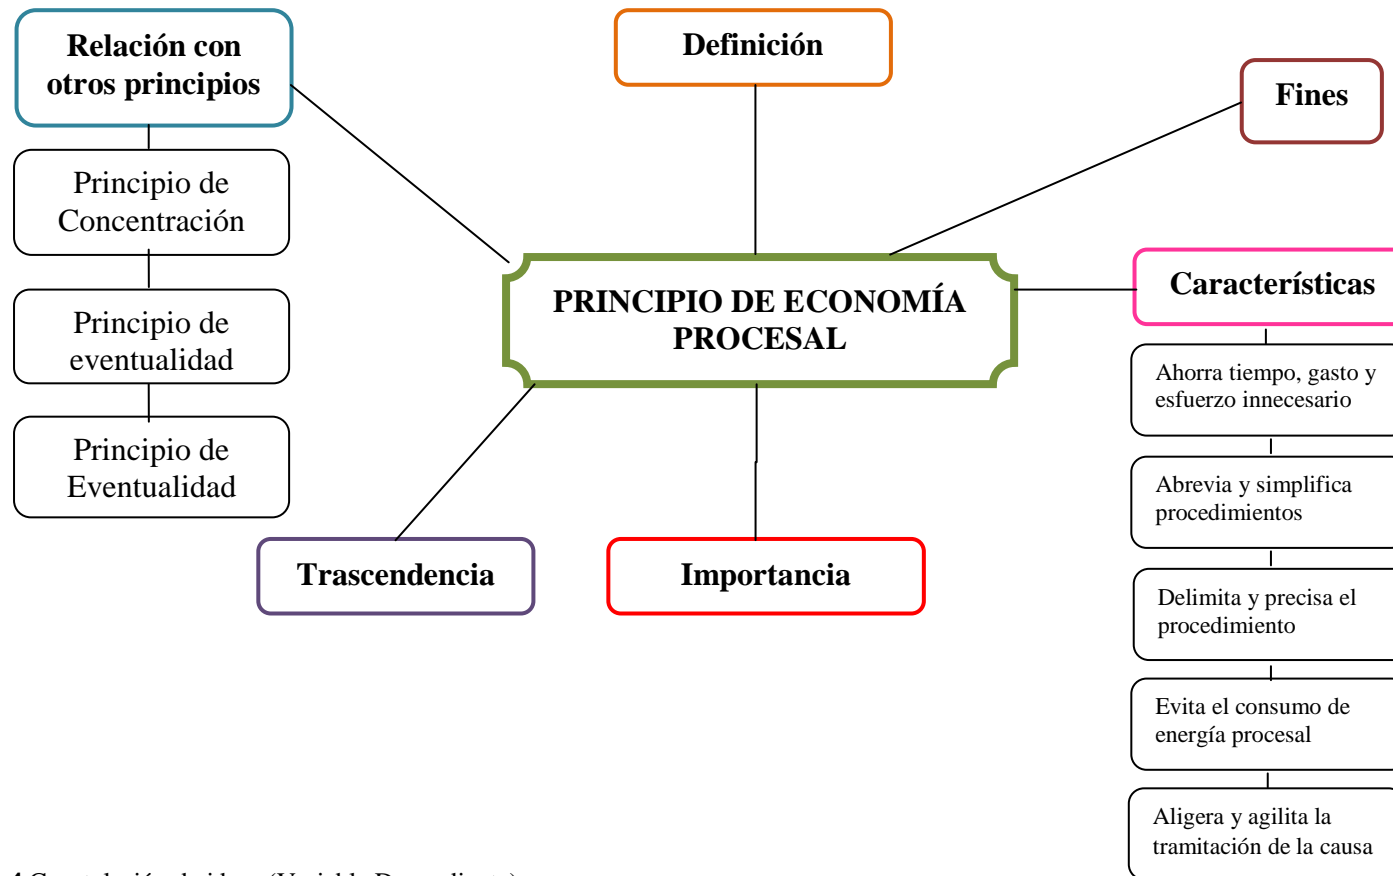 Relación con
otros principios
Definición
Fines
Principio de
Concentración
PRINCIPIO DE ECONOMÍA
PROCESAL
Características
Principio de
eventualidad
Ahorra tiempo, gasto y
esfuerzo innecesario
Principio de
Eventualidad
Abrevia y simplifica
procedimientos
Trascendencia
Importancia
Delimita y precisa el
procedimiento
Evita el consumo de
energía procesal
Aligera y agilita la
tramitación de la causa